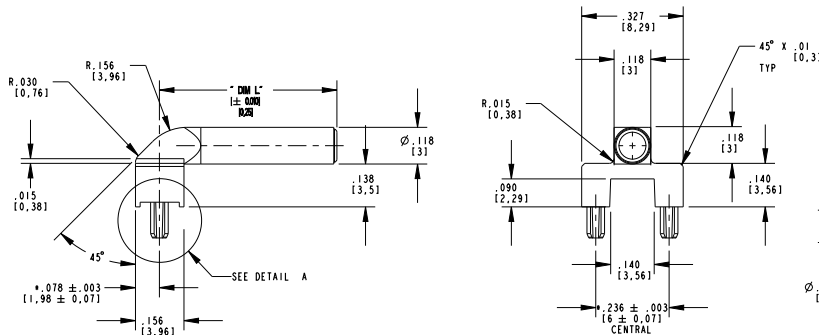 R.156
[3,96]
R.030
[0,76]
" DIM L"
[± 0.010]
[0,25]
Ø.118
[3]
.015
[0,38]
.138
[3,5]
45°
SEE DETAIL A
*.078 ±.003
[1,98 ± 0,07]
.156
[3,96]
.327
[8,29]
.118
[3]
45° X .01
[0,3
TYP
R.015
[0,38]
.118
[3]
.090
[2,29]
.140
[3,56]
.140
[3,56]
*.236 ± .003
[6 ± 0,07]
CENTRAL
Ø.
[